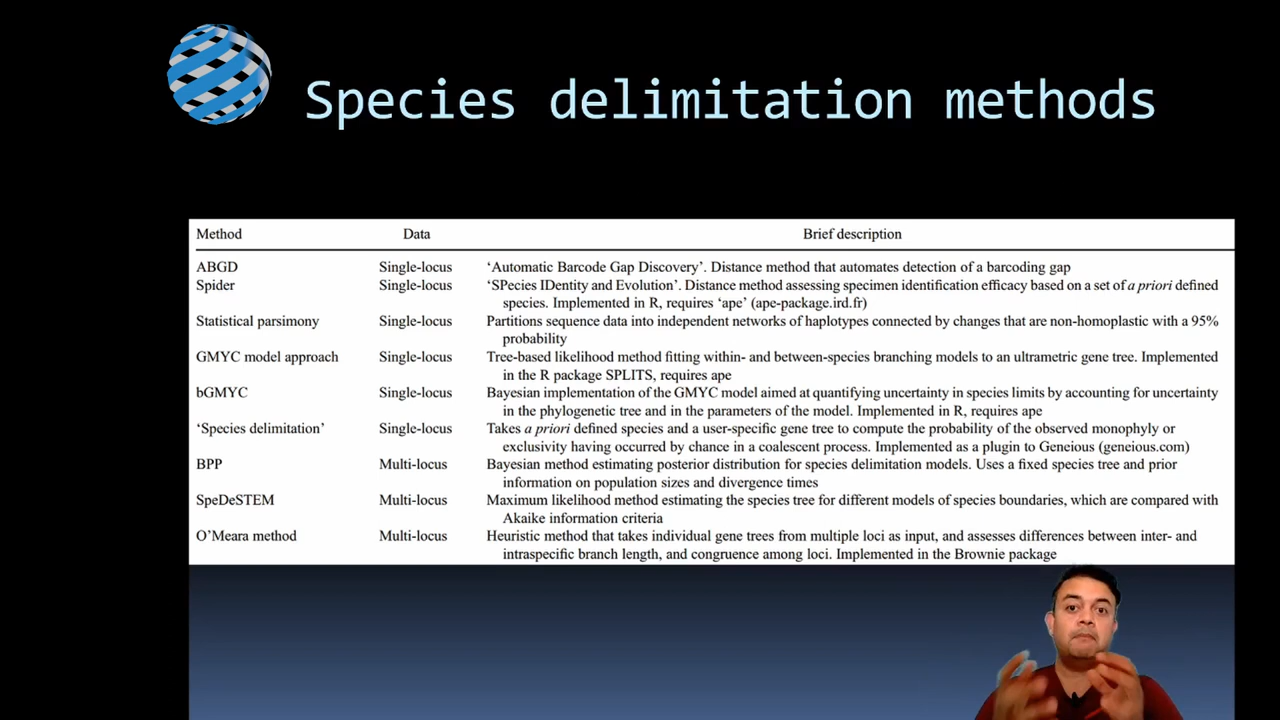 Species delimitation methods
Method Data Brief description
ABGD Single-locus ‘Automatic Barcode Gap Discovery’. Distance method that automates detection of a barcoding gap
Spider Single-locus ‘SPecies IDentity and Evolution’. Distance method assessing specimen identification efficacy based on a set of a priori defined
species. Implemented in R, requires ‘ape’ (ape-package.ird.fr)
Statistical parsimony Single-locus Partitions sequence data into independent networks of haplotypes connected by changes that are non-homoplastic with a 95%
probability
GMYC model approach Single-locus Tree-based likelihood method fitting within- and between-species branching models to an ultrametric gene tree. Implemented
in the R package SPLITS, requires ape
bGMYC Single-locus Bayesian implementation of the GMYC model aimed at quantifying uncertainty in species limits by accounting for uncertainty
in the phylogenetic tree and in the parameters of the model. Implemented in R, requires ape
‘Species delimitation’ Single-locus Takes a priori defined species and a user-specific gene tree to compute the probability of the observed monophyly or
exclusivity having occurred by chance in a coalescent process. Implemented as a plugin to Geneious (geneious.com)
BPP Multi-locus Bayesian method estimating posterior distribution for species delimitation models. Uses a fixed species tree and prior
information on population sizes and divergence times
SpeDeSTEM Multi-locus Maximum likelihood method estimating the species tree for different models of species boundaries, which are compared with
Akaike information criteria
O’Meara method Multi-locus Heuristic method that takes individual gene trees from multiple loci as input, and assesses differences between inter- and
intraspecific branch length, and congruence among loci. Implemented in the Brownie package